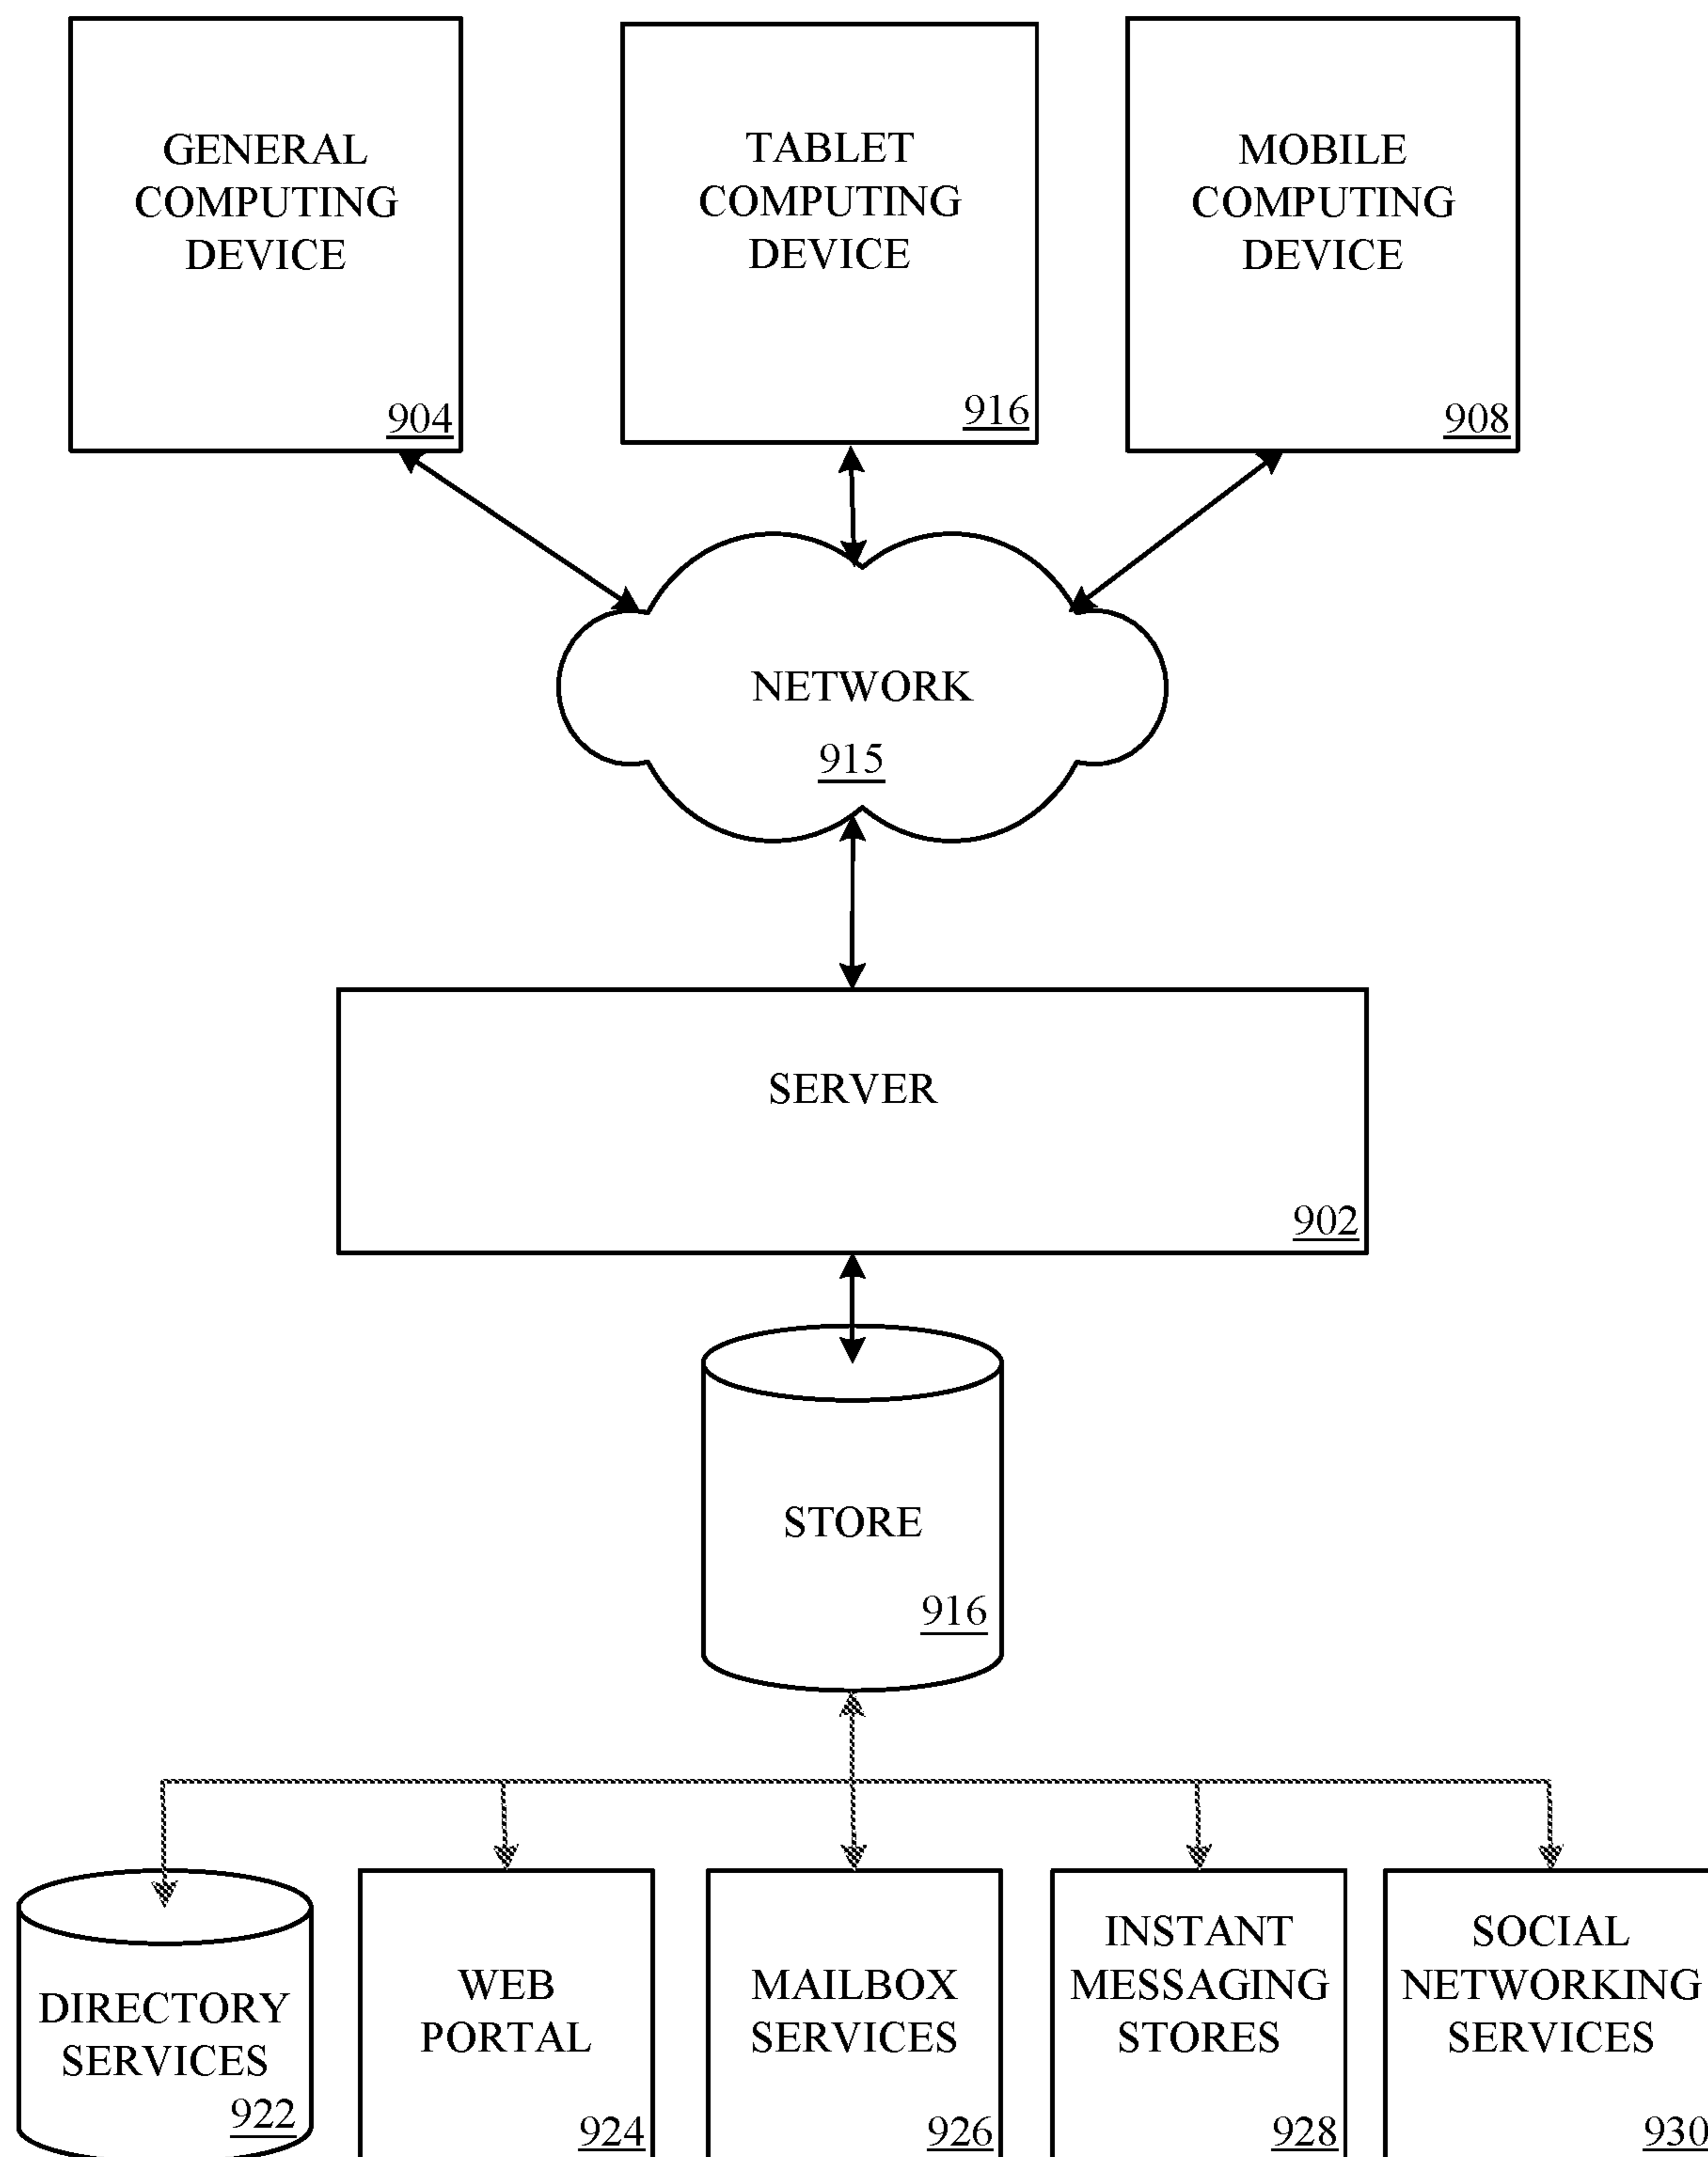 GENERAL
COMPUTING
DEVICE
904
TABLET
COMPUTING
DEVICE
916
MOBILE
COMPUTING
DEVICE
908
NETWORK
915
SERVER
902
STORE
916
DIRECTORY
SERVICES
922
WEB
PORTAL
924
MAILBOX
SERVICES
926
INSTANT
MESSAGING
STORES
928
SOCIAL
NETWORKING
SERVICES
930